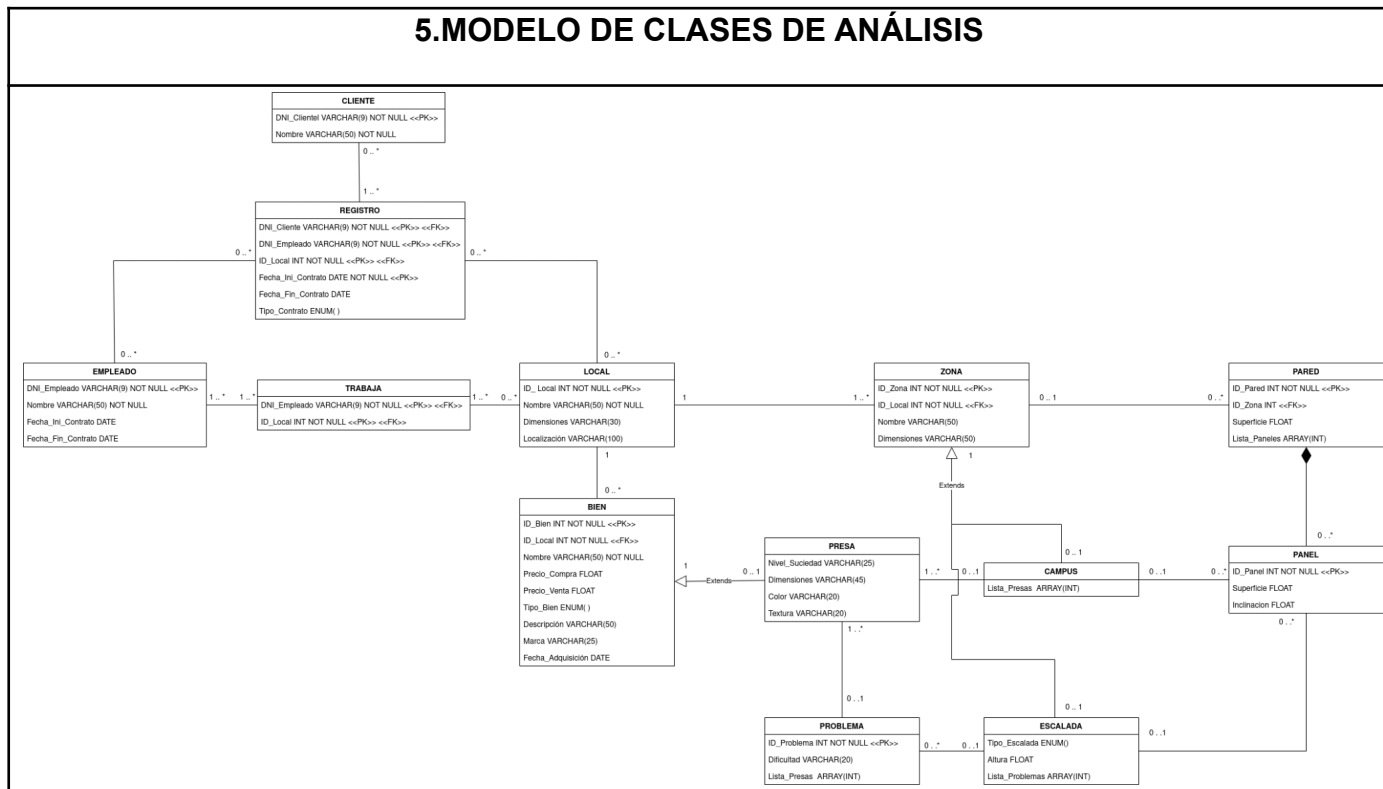 5.MODELO DE CLASES DE ANÁLISIS
CLIENTE
DNI_Clientel VARCHAR(9) NOT NULL <<PK>>
Nombre VARCHAR(50) NOT NULL
0 .. *
1 .. *
REGISTRO
DNI_Cliente VARCHAR(9) NOT NULL <<PK>> <<FK>>
DNI_Empleado VARCHAR(9) NOT NULL <<PK>> <<FK>>
ID_Local INT NOT NULL <<PK>> <<FK>>
Fecha_Ini_Contrato DATE NOT NULL <<PK>>
Fecha_Fin_Contrato DATE
Tipo_Contrato ENUM( )
0 .. *
0 .. *
0 .. *
0 .. *
EMPLEADO
DNI_Empleado VARCHAR(9) NOT NULL <<PK>>
Nombre VARCHAR(50) NOT NULL
Fecha_Ini_Contrato DATE
Fecha_Fin_Contrato DATE
1 .. *
1 .. *
TRABAJA
DNI_Empleado VARCHAR(9) NOT NULL <<PK>> <<FK>>
ID_Local INT NOT NULL <<PK>> <<FK>>
1 .. *
0 .. *
LOCAL
ID_ Local INT NOT NULL <<PK>>
Nombre VARCHAR(50) NOT NULL
Dimensiones VARCHAR(30)
Localización VARCHAR(100)
1
1 .. *
ZONA
ID_Zona INT NOT NULL <<PK>>
ID_Local INT NOT NULL <<FK>>
Nombre VARCHAR(50)
Dimensiones VARCHAR(50)
0 .. 1
0 . .*
PARED
ID_Pared INT NOT NULL <<PK>>
ID_Zona INT <<FK>>
Superficie FLOAT
Lista_Paneles ARRAY(INT)
1
0 .. *
BIEN
ID_Bien INT NOT NULL <<PK>>
ID_Local INT NOT NULL <<FK>>
Nombre VARCHAR(50) NOT NULL
Precio_Compra FLOAT
Precio_Venta FLOAT
Tipo_Bien ENUM( )
Descripción VARCHAR(50)
Marca VARCHAR(25)
Fecha_Adquisición DATE
1
Extends
0 .. 1
PRESA
Nivel_Suciedad VARCHAR(25)
Dimensiones VARCHAR(45)
Color VARCHAR(20)
Textura VARCHAR(20)
1
Extends
0 .. 1
1 . .*
0 . .1
CAMPUS
Lista_Presas ARRAY(INT)
0 . .1
0 . .*
0 . .*
PANEL
ID_Panel INT NOT NULL <<PK>>
Superficie FLOAT
Inclinacion FLOAT
0 . .*
1 . .*
0 . .1
PROBLEMA
ID_Problema INT NOT NULL <<PK>>
Dificultad VARCHAR(20)
Lista_Presas ARRAY(INT)
0 . .*
0 . .1
0 .. 1
ESCALADA
Tipo_Escalada ENUM()
Altura FLOAT
Lista_Problemas ARRAY(INT)
0 . .1